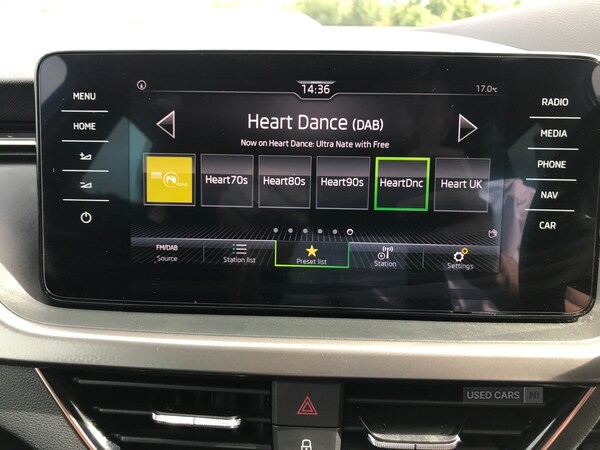 MENU
HOME
14:36
17.0℃
Heart Dance (DAB)
Now on Heart Dance: Ultra Nate with Free
Heart70s
Heart80s
Heart90s
HeartDnc
Heart UK
FM/DAB
Source
Station list
Preset list
Station
Settings
RADIO
MEDIA
PHONE
NAV
CAR
USED CARS NI